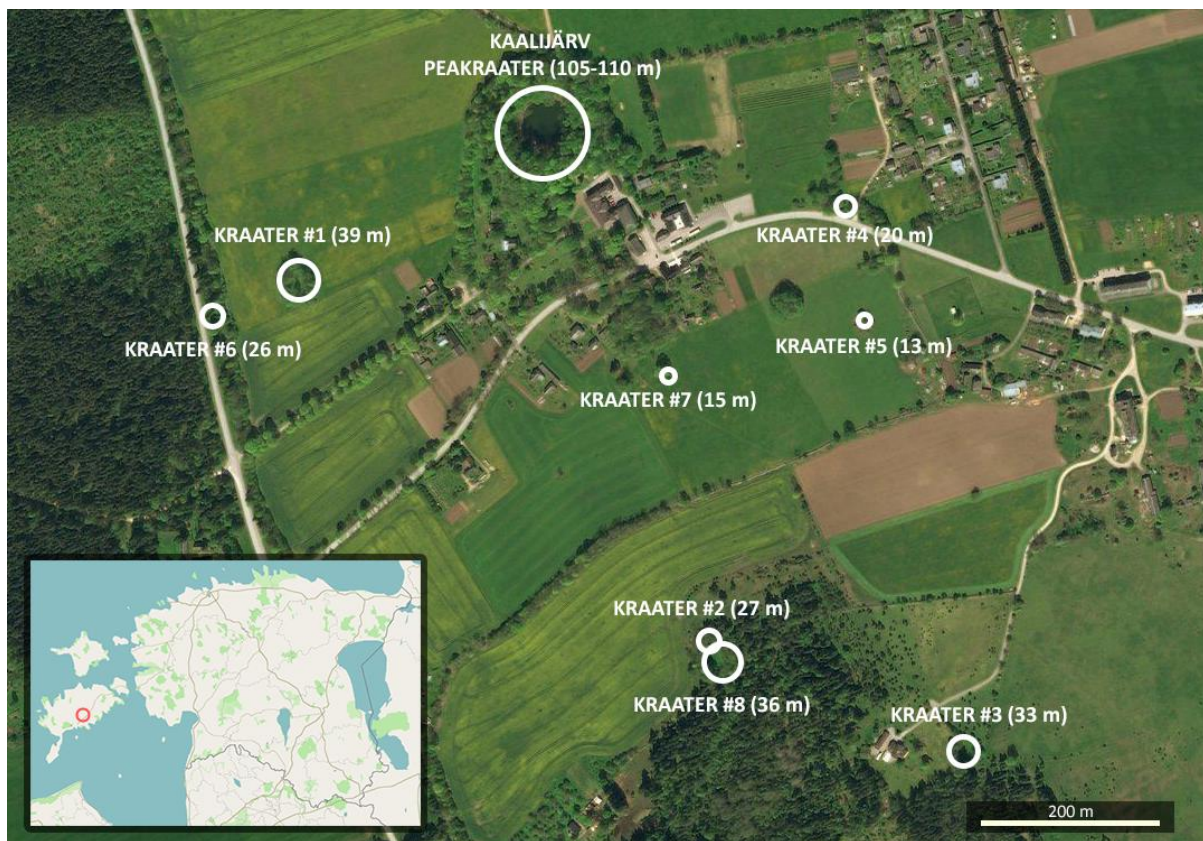 KAALIJÄRV
PEAKRAATER (105-110 m)
KRAATER #1 (39 m)
KRAATER #4 (20 m)
KRAATER #6 (26 m)
KRAATER #5 (13 m)
KRAATER #7 (15 m)
KRAATER #2 (27 m)
KRAATER #8 (36 m)
KRAATER #3 (33 m)
200 m